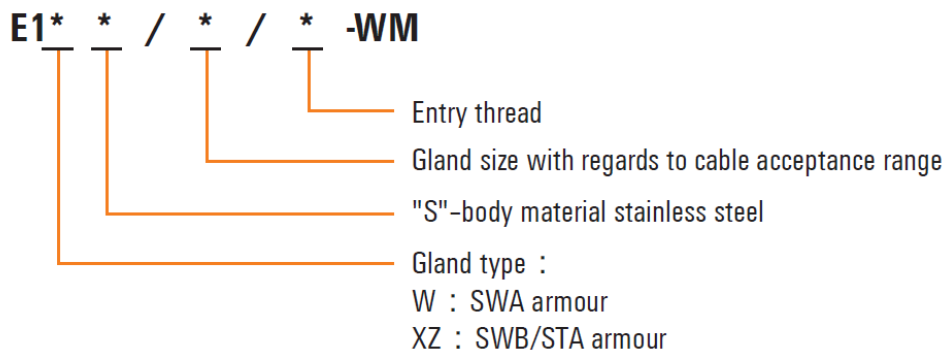 E1* * / * / * -WM
Entry thread
Gland size with regards to cable acceptance range
"S"-body material stainless steel
Gland type :
W : SWA armour
XZ : SWB/STA armour